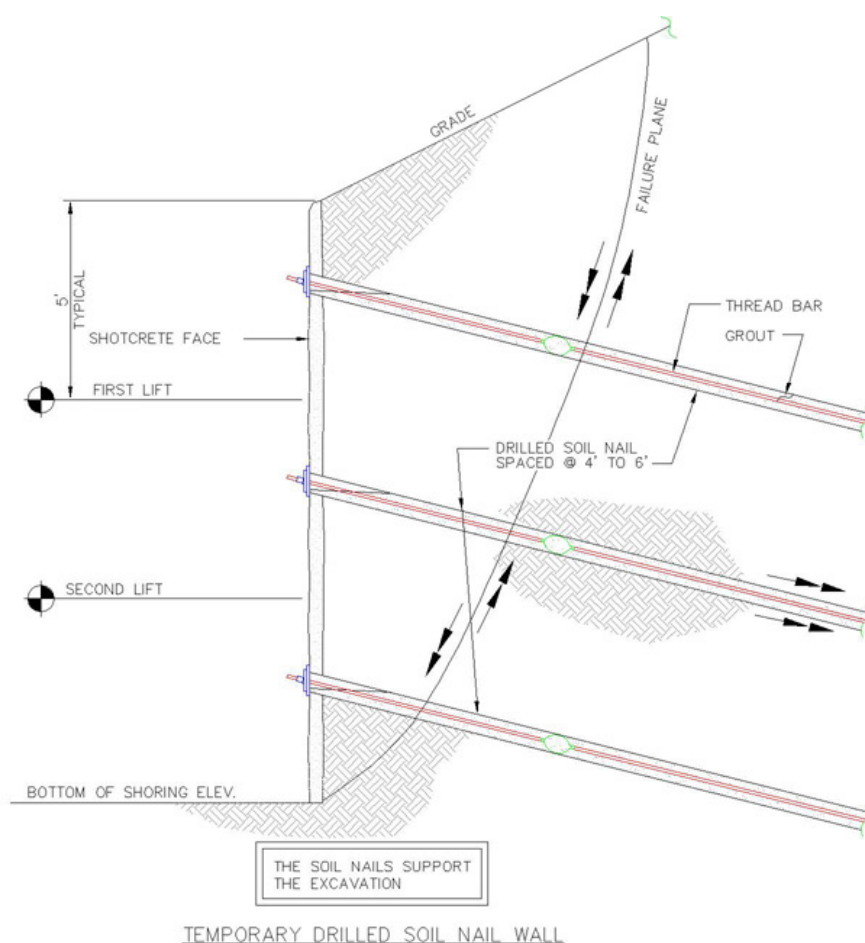 GRADE
FAILURE PLANE
5'
TYPICAL
THREAD BAR
SHOTCRETE FACE
GROUT
FIRST LIFT
DRILLED SOIL NAIL
SPACED @ 4' TO 6'
SECOND LIFT
BOTTOM OF SHORING ELEV.
THE SOIL NAILS SUPPORT
THE EXCAVATION
TEMPORARY DRILLED SOIL NAIL WALL